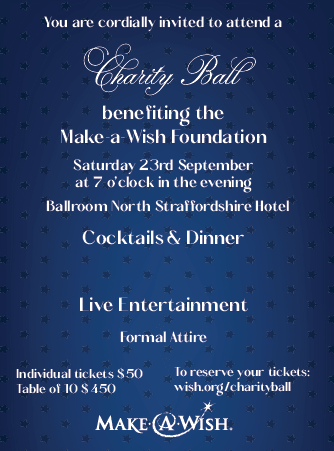 You are cordially invited to attend a
Charity Ball
benefiting the
Make-a-Wish Foundation
Saturday 23rd September
at 7 o'clock in the evening
Ballroom North Straffordshire Hotel
Cocktails & Dinner
Live Entertainment
Formal Attire
Individual tickets $50
Table of 10 $ 450
To reserve your tickets:
wish.org/charityball
MAKE-A-WISH.